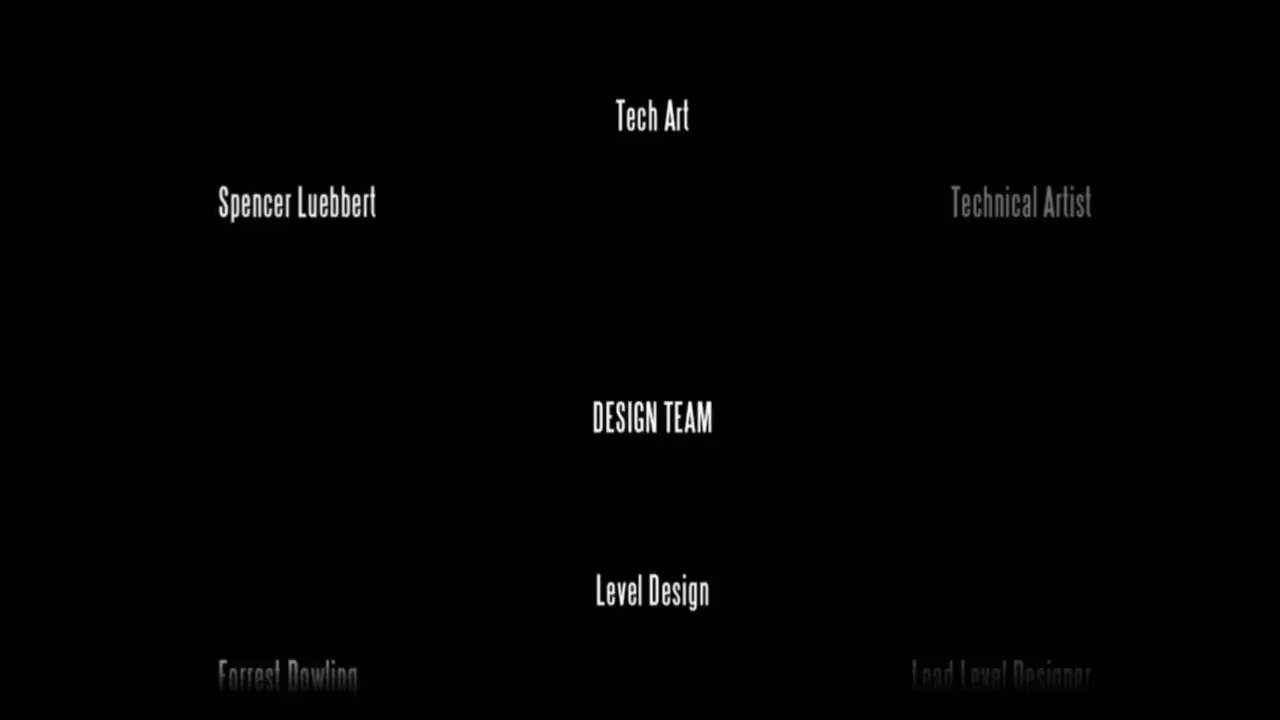 Tech Art
Spencer Luebbert Technical Artist
DESIGN TEAM
Level Design
Forrest Dowling Lead Level Designer